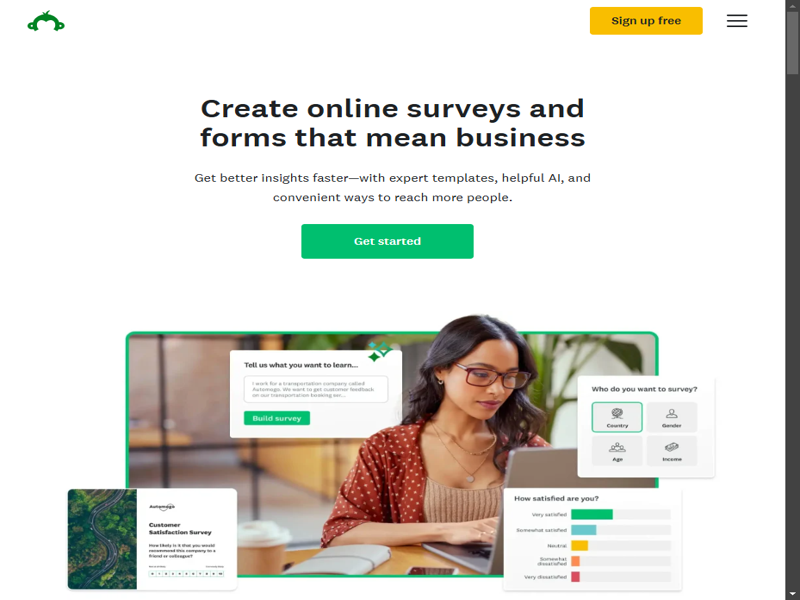 Sign up free
Create online surveys and
forms that mean business
Get better insights faster—with expert templates, helpful AI, and
convenient ways to reach more people.
Get started
Tell us what you want to learn...
I work for a transportation company called
Automogo. We want to get customer feedback
on our transportation booking ser...
Build survey
Who do you want to survey?
Country
Gender
Age
Income
Automogo
Customer
Satisfaction Survey
How likely is it that you would
recommend this company to a
friend or colleague?
How satisfied are you?
Very satisfied
Somewhat satisfied
Neutral
Somewhat
dissatisfied
Very dissatisfied